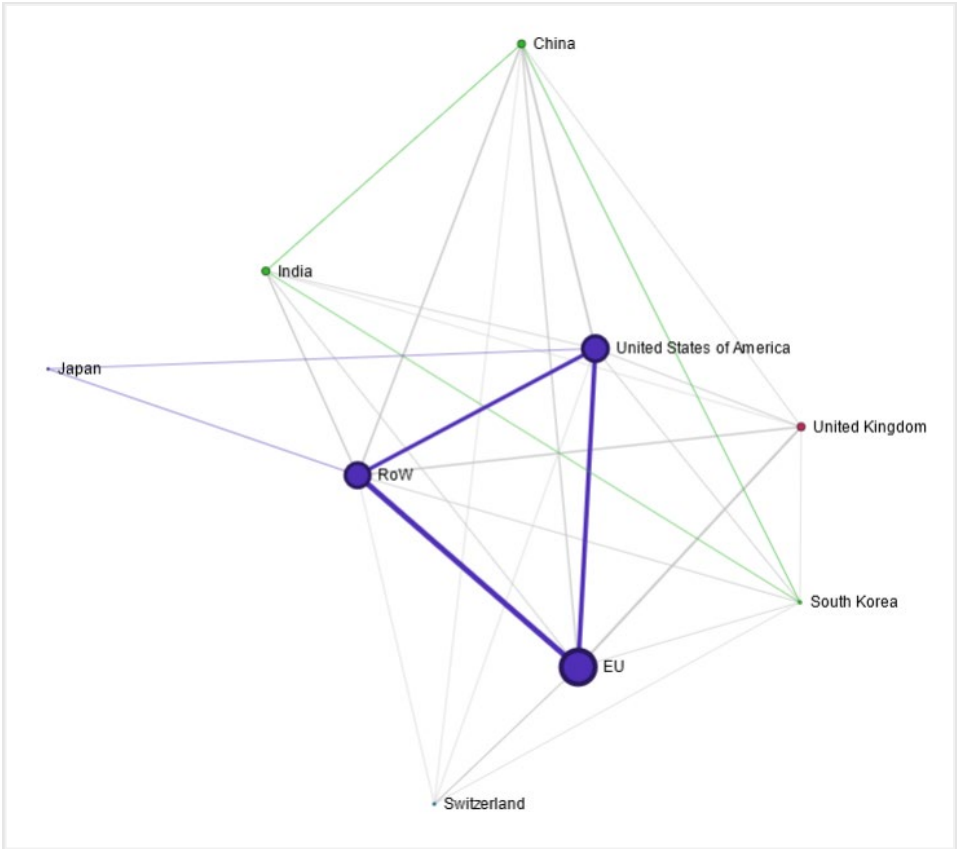 China
India
United States of America
Japan
United Kingdom
RoW
South Korea
EU
Switzerland